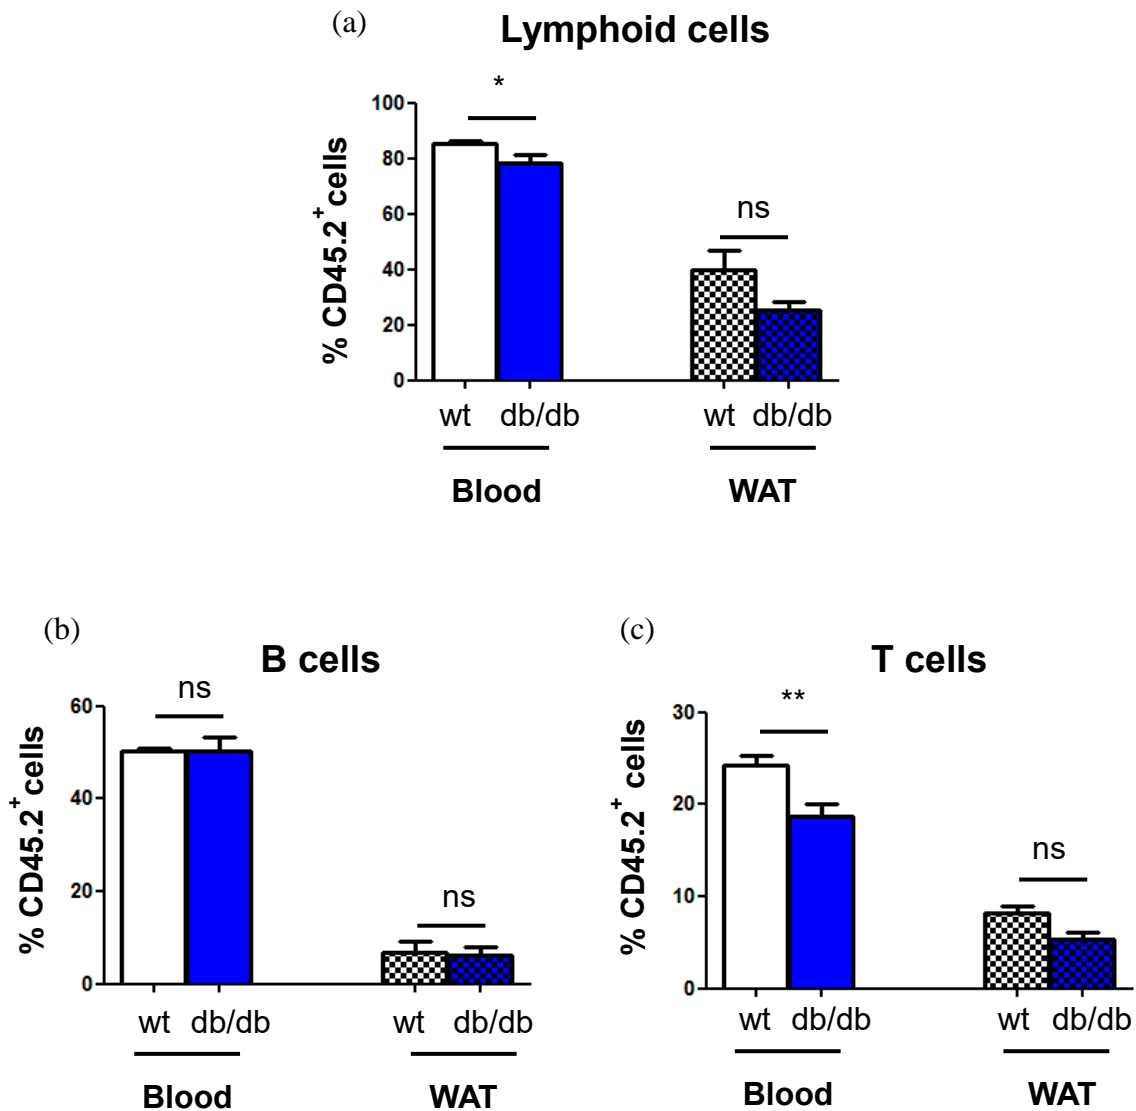 (a)
Lymphoid cells
*
% CD45.2+ cells
100
80
60
40
20
0
ns
wt db/db
wt db/db
Blood
WAT
(b)
B cells
ns
% CD45.2+ cells
60
40
20
0
ns
wt db/db
wt db/db
Blood
WAT
(c)
T cells
**
% CD45.2+ cells
30
20
10
0
ns
wt db/db
wt db/db
Blood
WAT